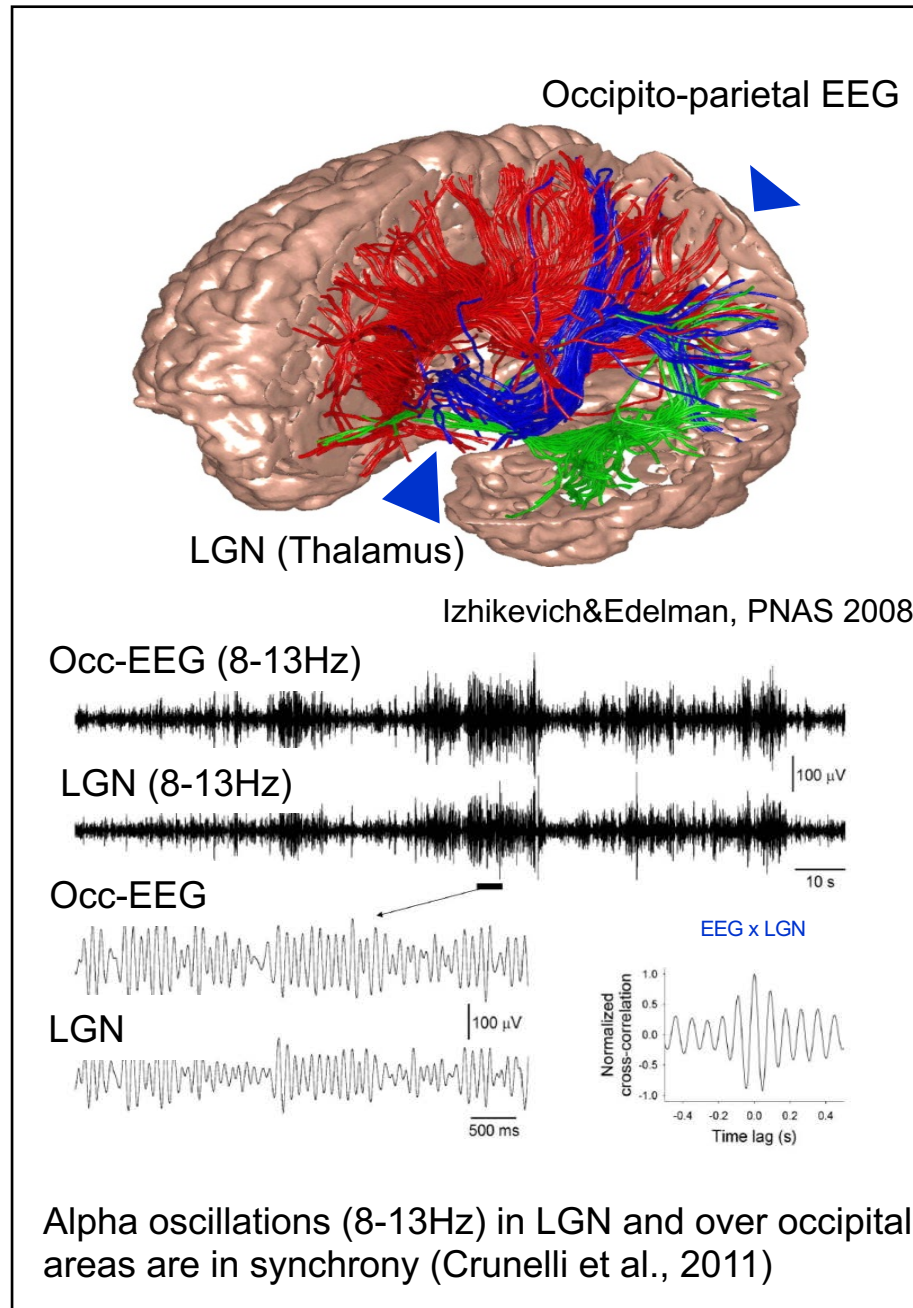 Occipito-parietal EEG
LGN (Thalamus)
Izhikevich&Edelman, PNAS 2008
Occ-EEG (8-13Hz)
100 µV
LGN (8-13Hz)
10 s
Occ-EEG
EEG x LGN
100 µV
LGN
500 ms
Normalized
cross-correlation
1.0
0.5
0.0
-0.5
-1.0
-0.4 -0.2 0.0 0.2 0.4
Time lag (s)
Alpha oscillations (8-13Hz) in LGN and over occipital
areas are in synchrony (Crunelli et al., 2011)